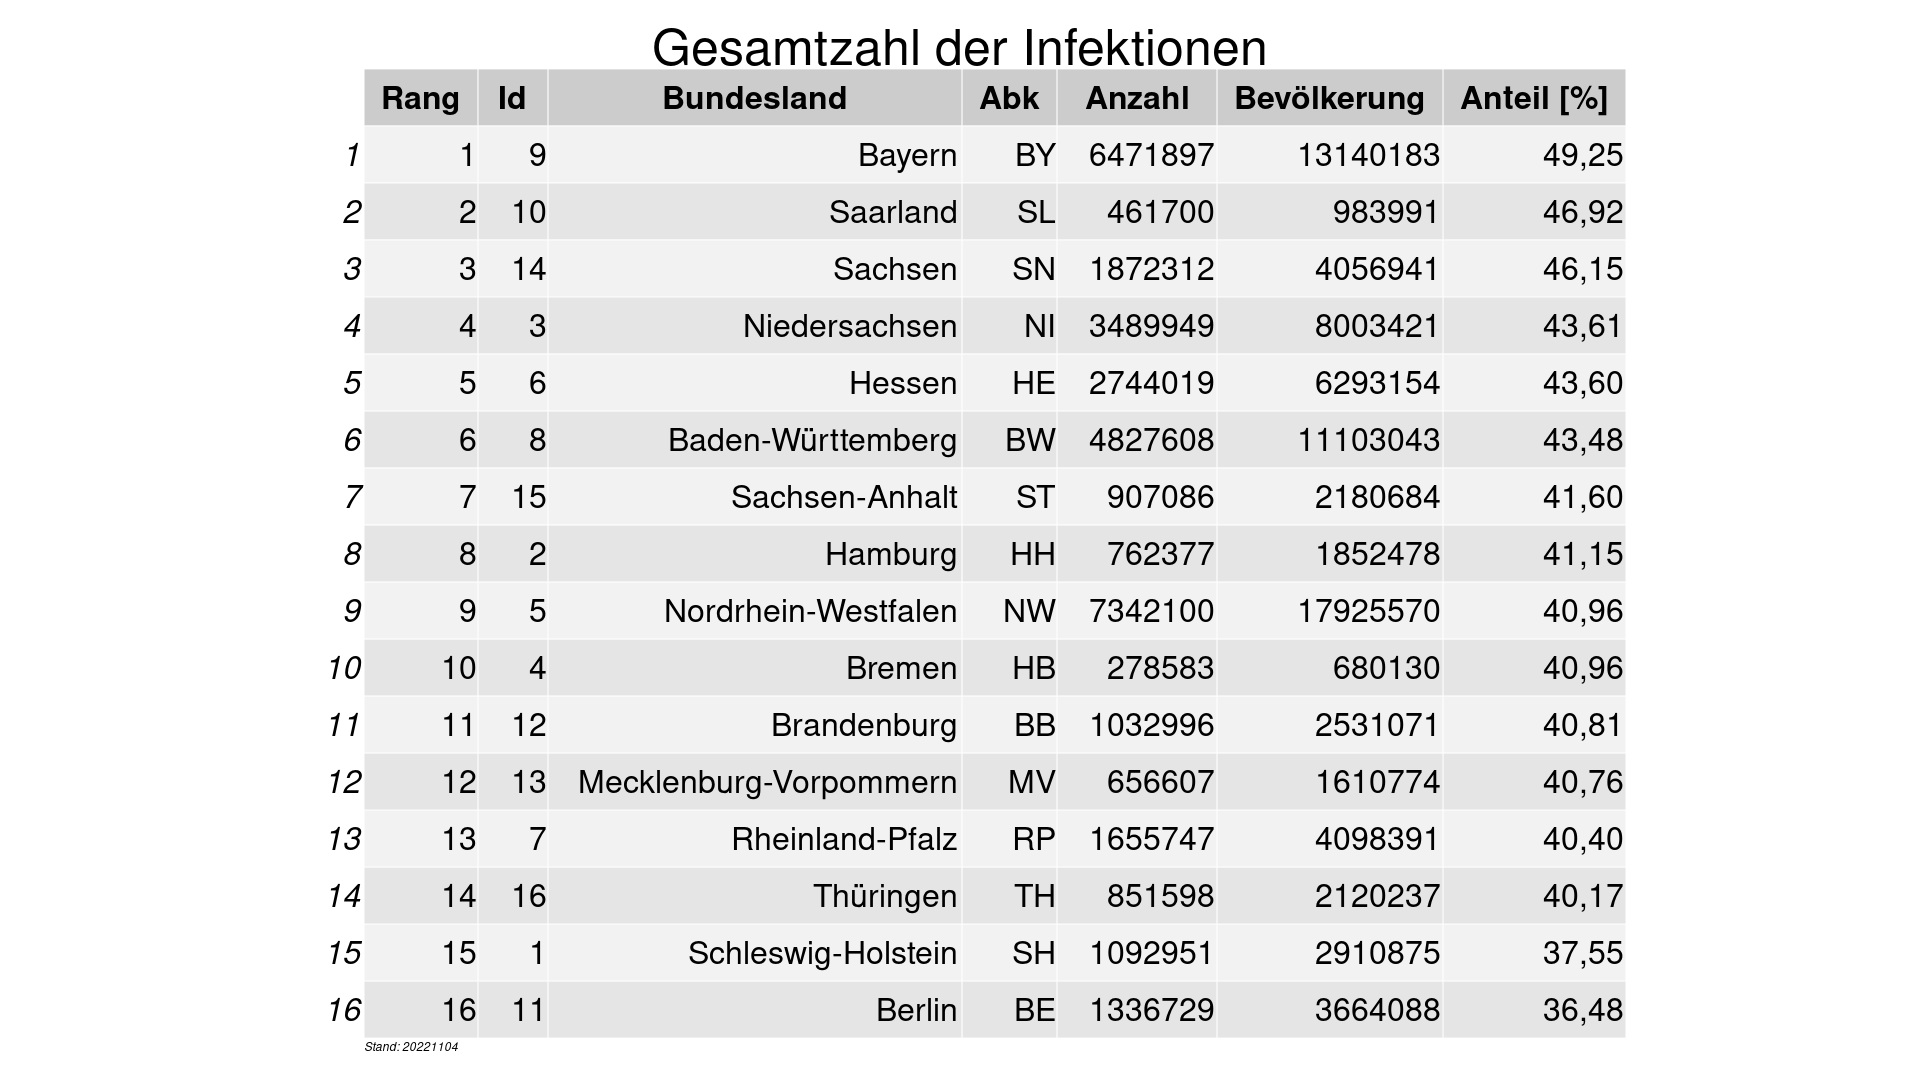 Gesamtzahl der Infektionen
Rang Id Bundesland Abk Anzahl Bevölkerung Anteil [%]
1 1 9 Bayern BY 6471897 13140183 49,25
2 2 10 Saarland SL 461700 983991 46,92
3 3 14 Sachsen SN 1872312 4056941 46,15
4 4 3 Niedersachsen NI 3489949 8003421 43,61
5 5 6 Hessen HE 2744019 6293154 43,60
6 6 8 Baden-Württemberg BW 4827608 11103043 43,48
7 7 15 Sachsen-Anhalt ST 907086 2180684 41,60
8 8 2 Hamburg HH 762377 1852478 41,15
9 9 5 Nordrhein-Westfalen NW 7342100 17925570 40,96
10 10 4 Bremen HB 278583 680130 40,96
11 11 12 Brandenburg BB 1032996 2531071 40,81
12 12 13 Mecklenburg-Vorpommern MV 656607 1610774 40,76
13 13 7 Rheinland-Pfalz RP 1655747 4098391 40,40
14 14 16 Thüringen TH 851598 2120237 40,17
15 15 1 Schleswig-Holstein SH 1092951 2910875 37,55
16 16 11 Berlin BE 1336729 3664088 36,48
Stand: 20221104